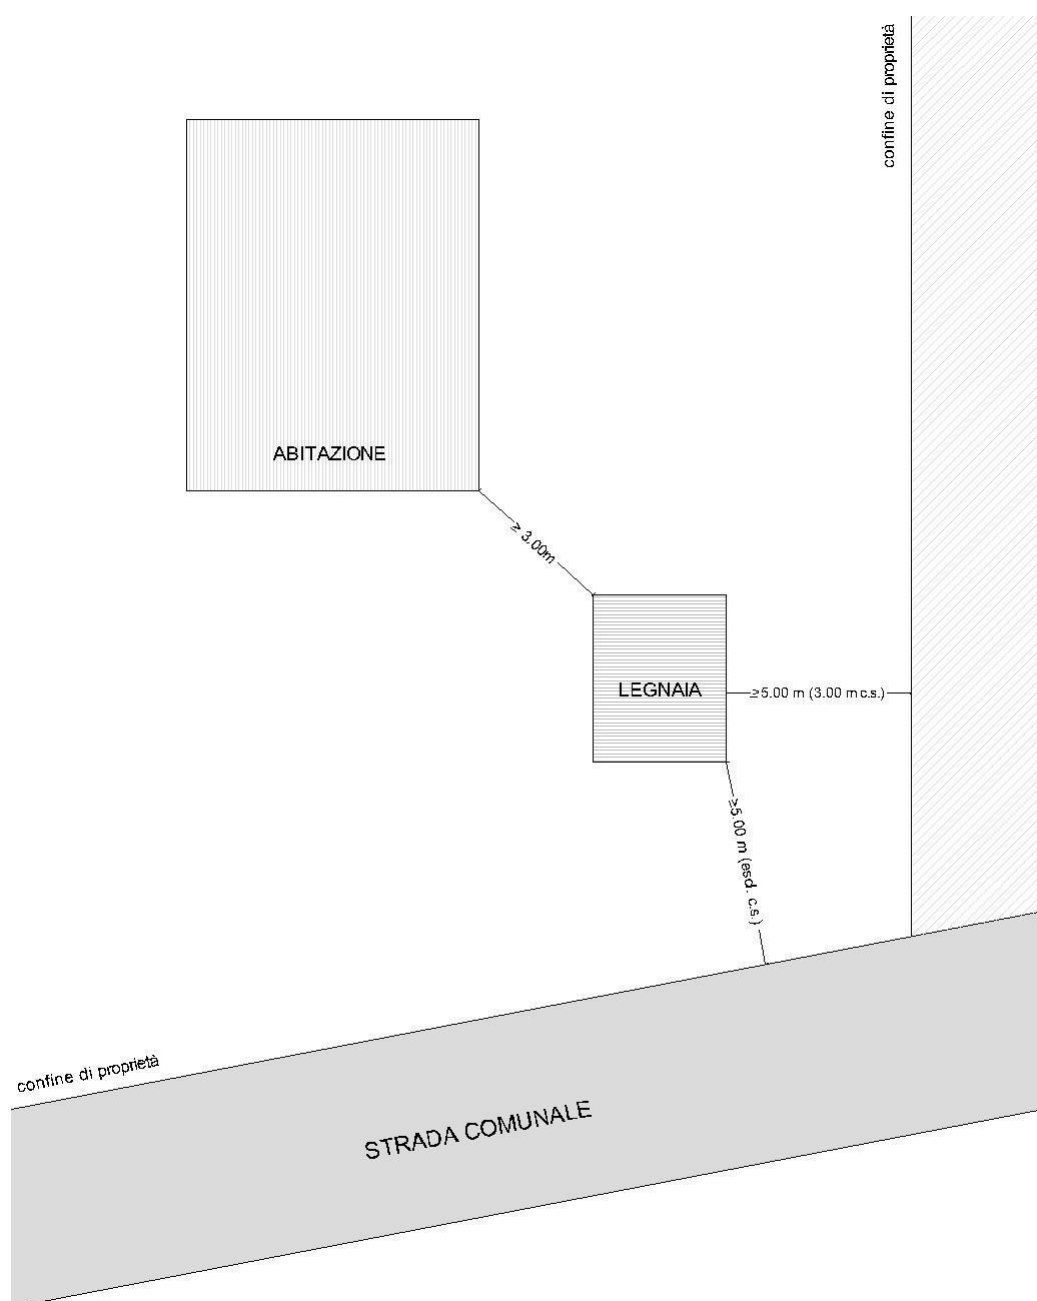 confine di proprietà
ABITAZIONE
≥ 3.00m
LEGNAIA
≥5.00 m (3.00 m c.s.)
≥5.00 m (esd. c.s.)
confine di proprietà
STRADA COMUNALE